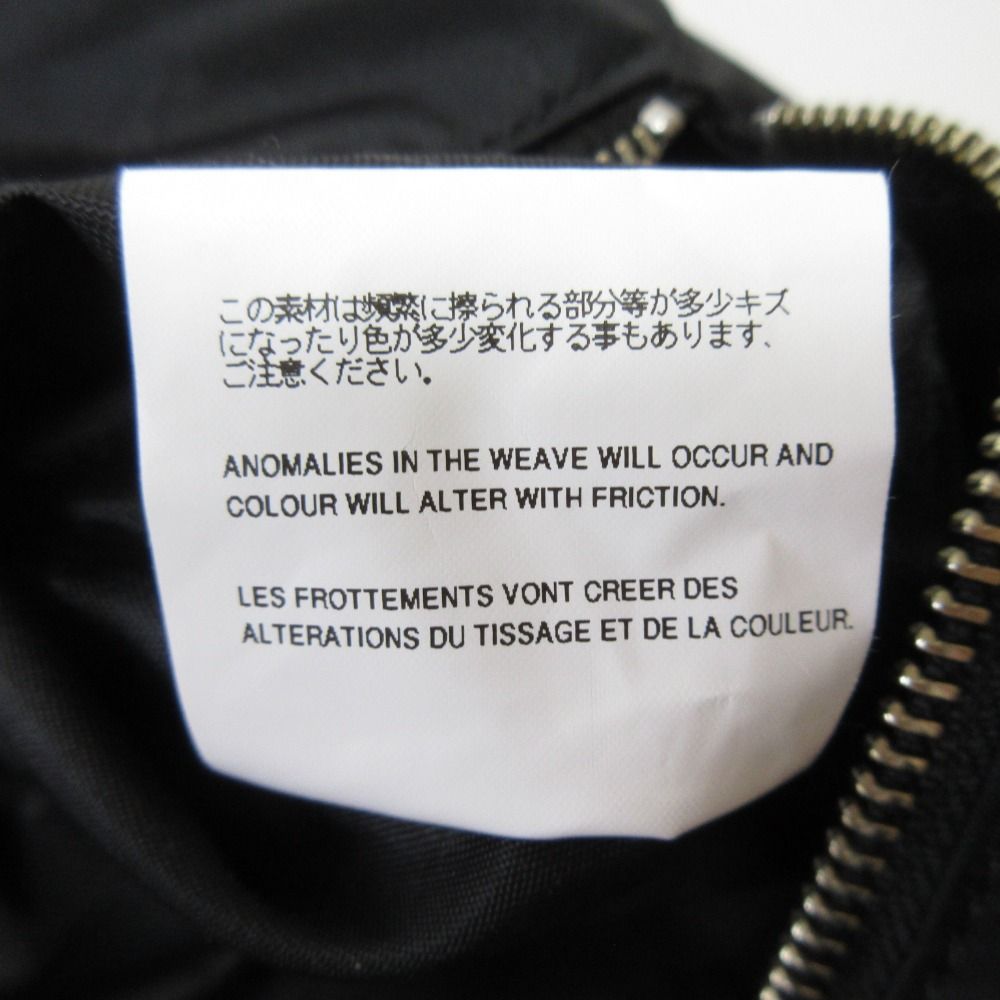 この素材は頻繁に擦られる部分等が多少キズ
になったり色が多少変化する事もあります、
ご注意ください。
ANOMALIES IN THE WEAVE WILL OCCUR AND
COLOUR WILL ALTER WITH FRICTION.
LES FROTTEMENTS VONT CREER DES
ALTERATIONS DU TISSAGE ET DE LA COULEUR.